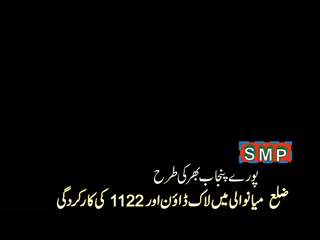 SMP
پورے پنجاب بھر کی طرح
ضلع میانوالی میں لاک ڈاؤن اور 1122 کی کارکردگی